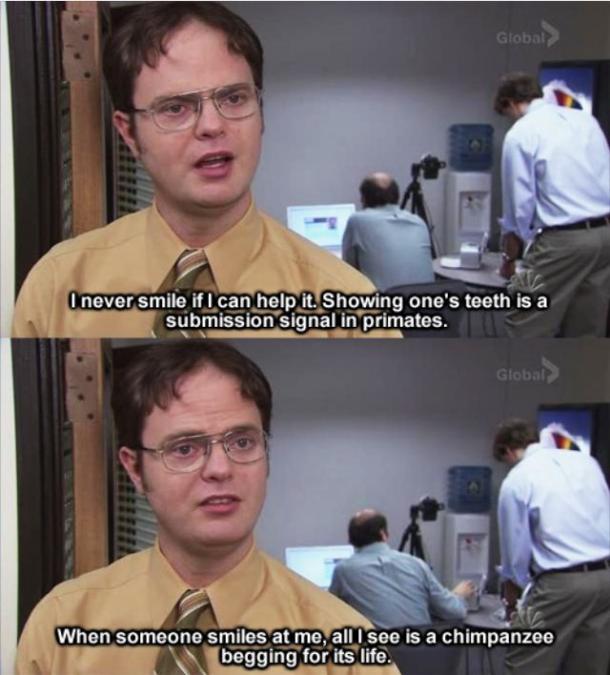 Global
I never smile if I can help it. Showing one's teeth is a
submission signal in primates.
Global
When someone smiles at me, all I see is a chimpanzee
begging for its life.